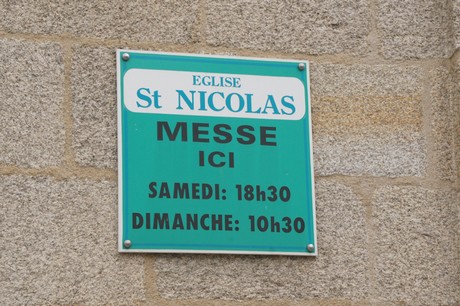 EGLISE
St NICOLAS
MESSE
ICI
SAMEDI: 18h30
DIMANCHE: 10h30